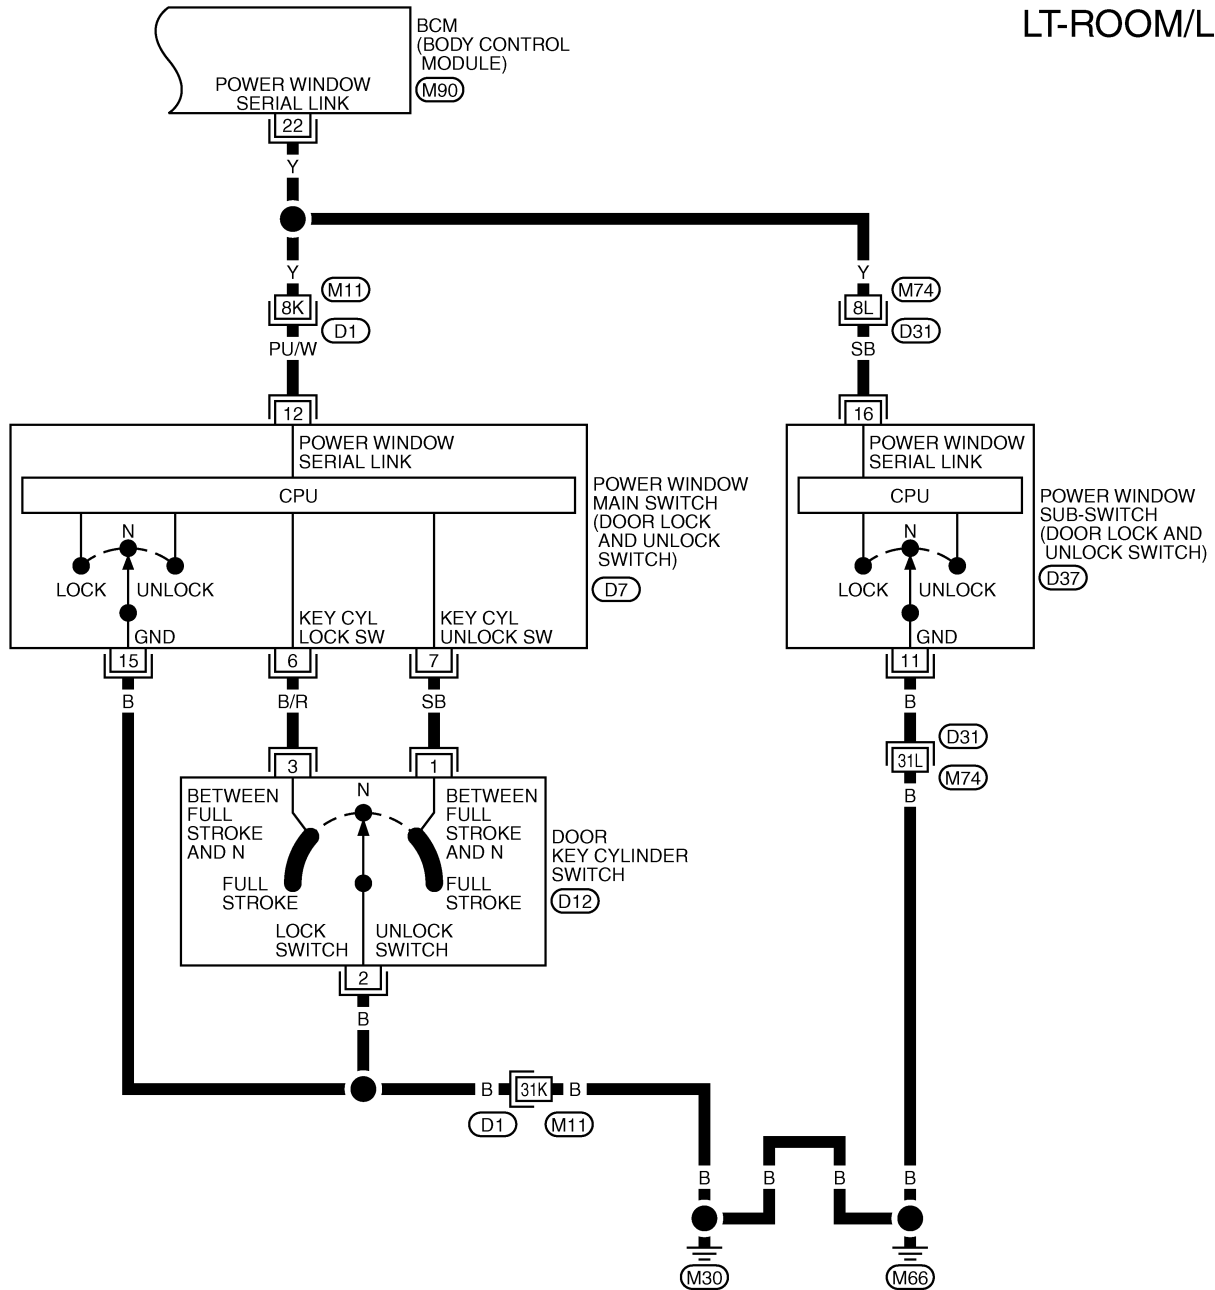 LT-ROOM/L
BCM
(BODY CONTROL
MODULE)
M90
POWER WINDOW
SERIAL LINK
22
Y
Y
Y
M11
8K
D1
PU/W
M74
8L
D31
SB
12
16
POWER WINDOW
SERIAL LINK
CPU
N
LOCK
UNLOCK
GND
KEY CYL
LOCK SW
KEY CYL
UNLOCK SW
POWER WINDOW
MAIN SWITCH
(DOOR LOCK
AND UNLOCK
SWITCH)
D7
POWER WINDOW
SERIAL LINK
CPU
N
LOCK
UNLOCK
GND
POWER WINDOW
SUB-SWITCH
(DOOR LOCK AND
UNLOCK SWITCH)
D37
15
6
7
11
B
B/R
SB
B
D31
31L
M74
B
3
1
BETWEEN
FULL
STROKE
AND N
N
BETWEEN
FULL
STROKE
AND N
FULL
STROKE
FULL
STROKE
LOCK
SWITCH
UNLOCK
SWITCH
DOOR
KEY CYLINDER
SWITCH
D12
2
B
B
31K
B
D1
M11
B
B
B
B
M30
M66